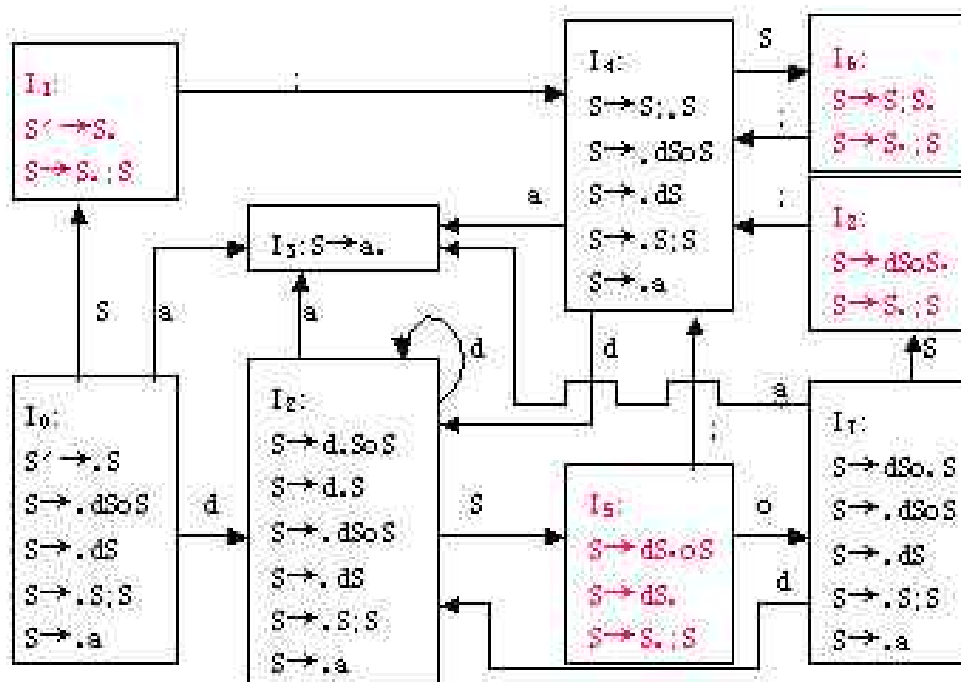 I₁:
S'→S.
S→S.;S
;
I₄:
S→S;.S
S→.dSoS
S→.dS
S→.S;S
S→.a
S
;
I₆:
S→S;S.
S→S.;S
;
I₂:
S→dSoS.
S→S.;S
a
I₃:S→a.
S
a
a
d
d
a
S
I₀:
S'→.S
S→.dSoS
S→.dS
S→.S;S
S→.a
d
I₂:
S→d.SoS
S→d.S
S→.dSoS
S→.dS
S→.S;S
S→.a
S
;
I₅:
S→dS.oS
S→dS.
S→S.;S
o
d
I₇:
S→dSo.S
S→.dSoS
S→.dS
S→.S;S
S→.a